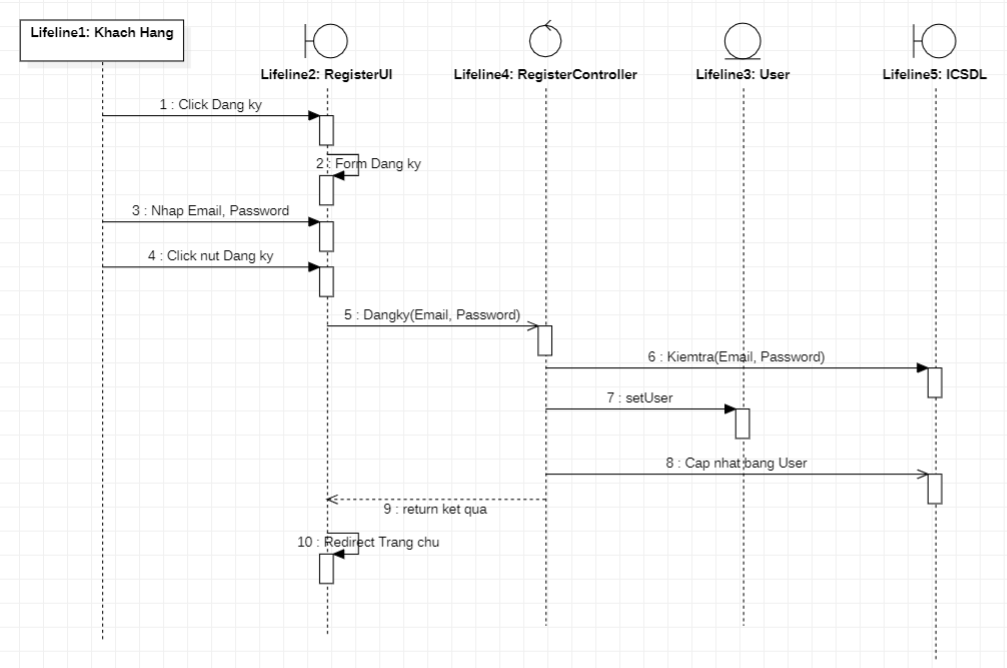 Lifeline1: Khach Hang
Lifeline2: RegisterUI
Lifeline4: RegisterController
Lifeline3: User
Lifeline5: ICSDL
1 : Click Dang ky
2 : Form Dang ky
3 : Nhap Email, Password
4 : Click nut Dang ky
5 : Dangky(Email, Password)
6 : Kiemtra(Email, Password)
7 : setUser
8 : Cap nhat bang User
9 : return ket qua
10 : Redirect Trang chu